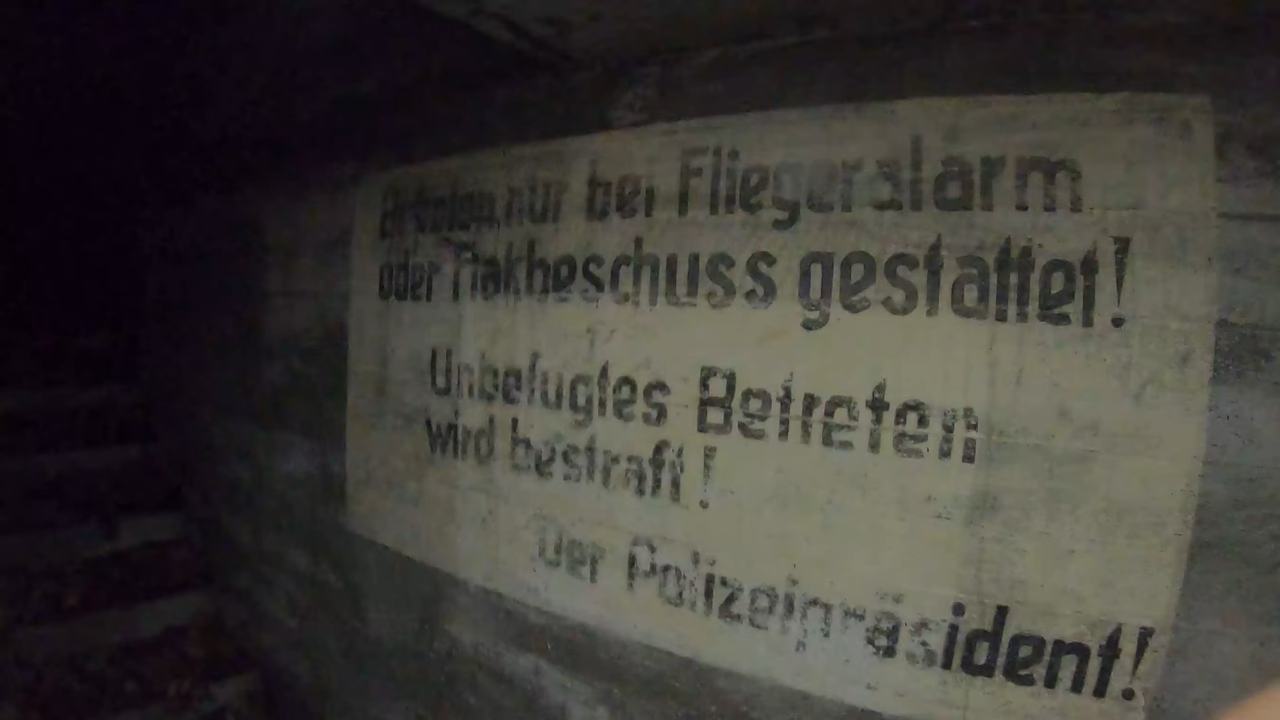 nur bei Fliegeralarm
oder Flakbeschuss gestattet!
Unbefugtes Betreten
wird bestraft!
Der Polizeipräsident!